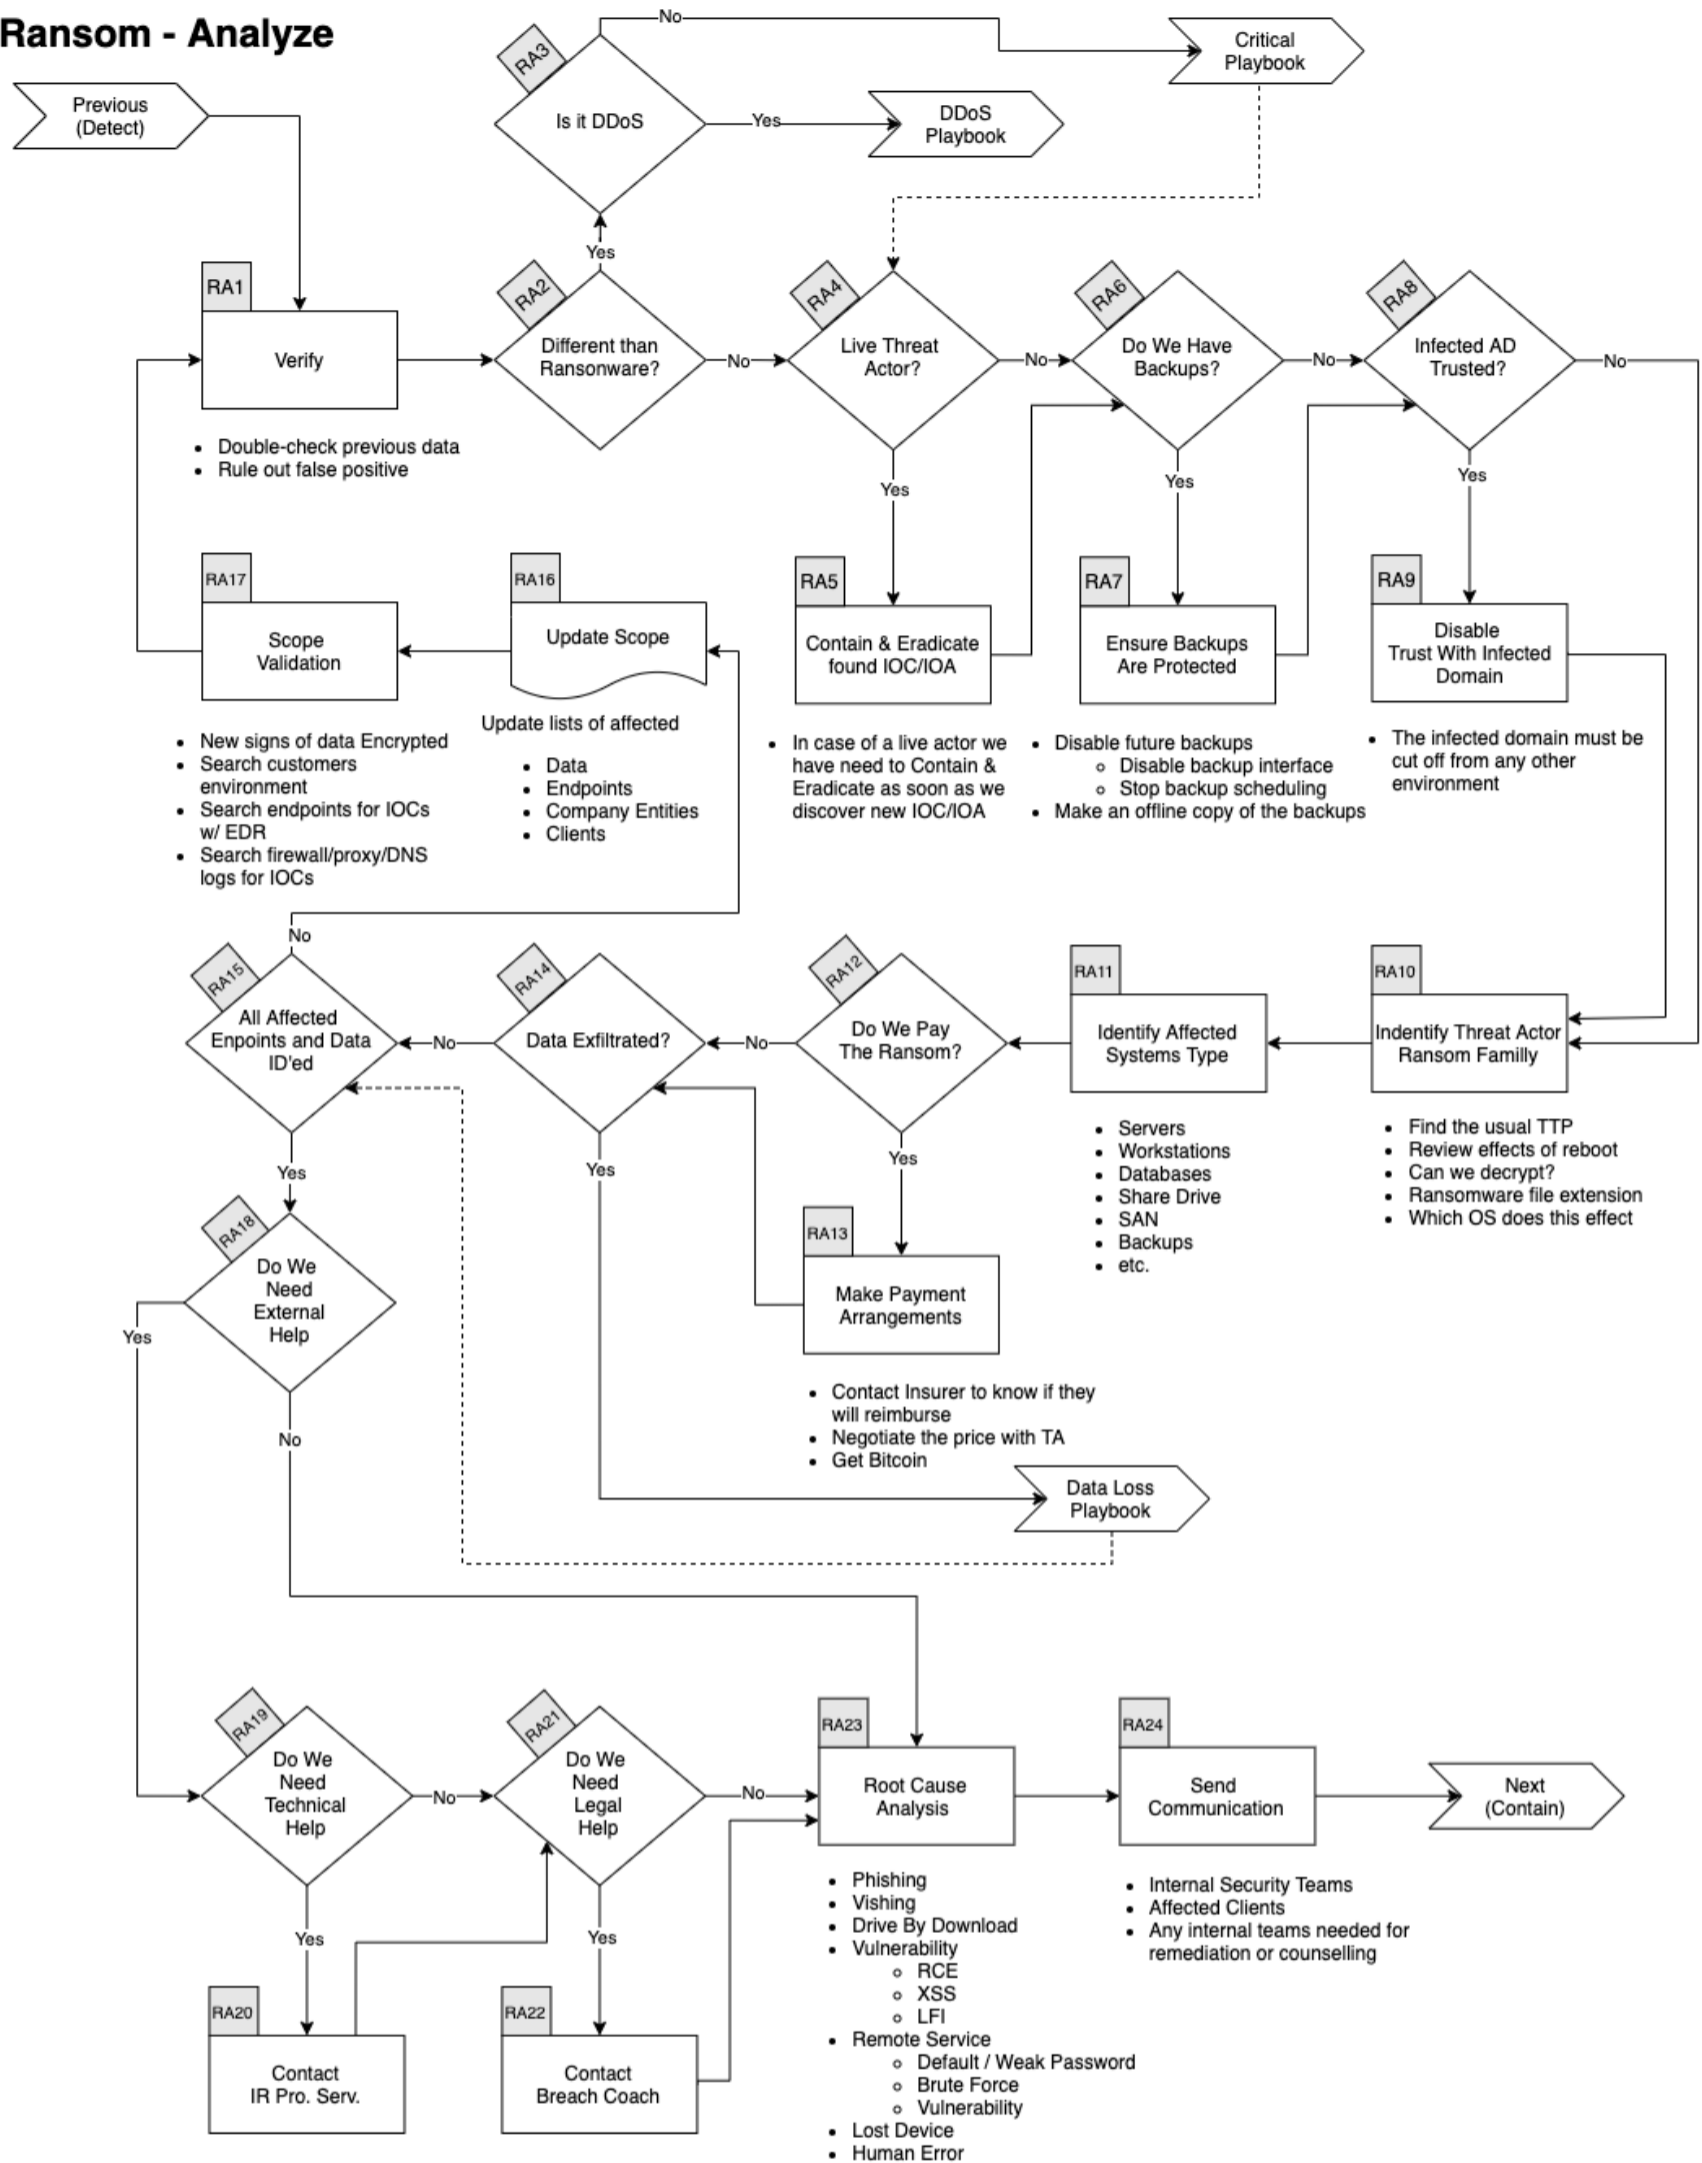 Ransom - Analyze
Previous
(Detect)
RA3
Is it DDoS
No
Yes
DDoS
Playbook
Critical
Playbook
RA1
Verify
• Double-check previous data
• Rule out false positive
Yes
RA2
Different than
Ransonware?
No
RA4
Live Threat
Actor?
No
Yes
RA6
Do We Have
Backups?
No
Yes
RA8
Infected AD
Trusted?
No
Yes
RA17
Scope
Validation
• New signs of data Encrypted
• Search customers
environment
• Search endpoints for IOCs
w/ EDR
• Search firewall/proxy/DNS
logs for IOCs
RA16
Update Scope
Update lists of affected
• Data
• Endpoints
• Company Entities
• Clients
RA5
Contain & Eradicate
found IOC/IOA
• In case of a live actor we
have need to Contain &
Eradicate as soon as we
discover new IOC/IOA
RA7
Ensure Backups
Are Protected
• Disable future backups
o Disable backup interface
o Stop backup scheduling
• Make an offline copy of the backups
RA9
Disable
Trust With Infected
Domain
• The infected domain must be
cut off from any other
environment
No
RA15
All Affected
Enpoints and Data
ID'ed
No
Yes
RA14
Data Exfiltrated?
No
Yes
RA12
Do We Pay
The Ransom?
Yes
RA11
Identify Affected
Systems Type
• Servers
• Workstations
• Databases
• Share Drive
• SAN
• Backups
• etc.
RA10
Indentify Threat Actor
Ransom Familly
• Find the usual TTP
• Review effects of reboot
• Can we decrypt?
• Ransomware file extension
• Which OS does this effect
RA13
Make Payment
Arrangements
• Contact Insurer to know if they
will reimburse
• Negotiate the price with TA
• Get Bitcoin
Data Loss
Playbook
RA18
Do We
Need
External
Help
Yes
No
RA19
Do We
Need
Technical
Help
No
Yes
RA21
Do We
Need
Legal
Help
No
Yes
RA23
Root Cause
Analysis
• Phishing
• Vishing
• Drive By Download
• Vulnerability
o RCE
o XSS
o LFI
• Remote Service
o Default / Weak Password
o Brute Force
o Vulnerability
• Lost Device
• Human Error
RA24
Send
Communication
• Internal Security Teams
• Affected Clients
• Any internal teams needed for
remediation or counselling
Next
(Contain)
RA20
Contact
IR Pro. Serv.
RA22
Contact
Breach Coach